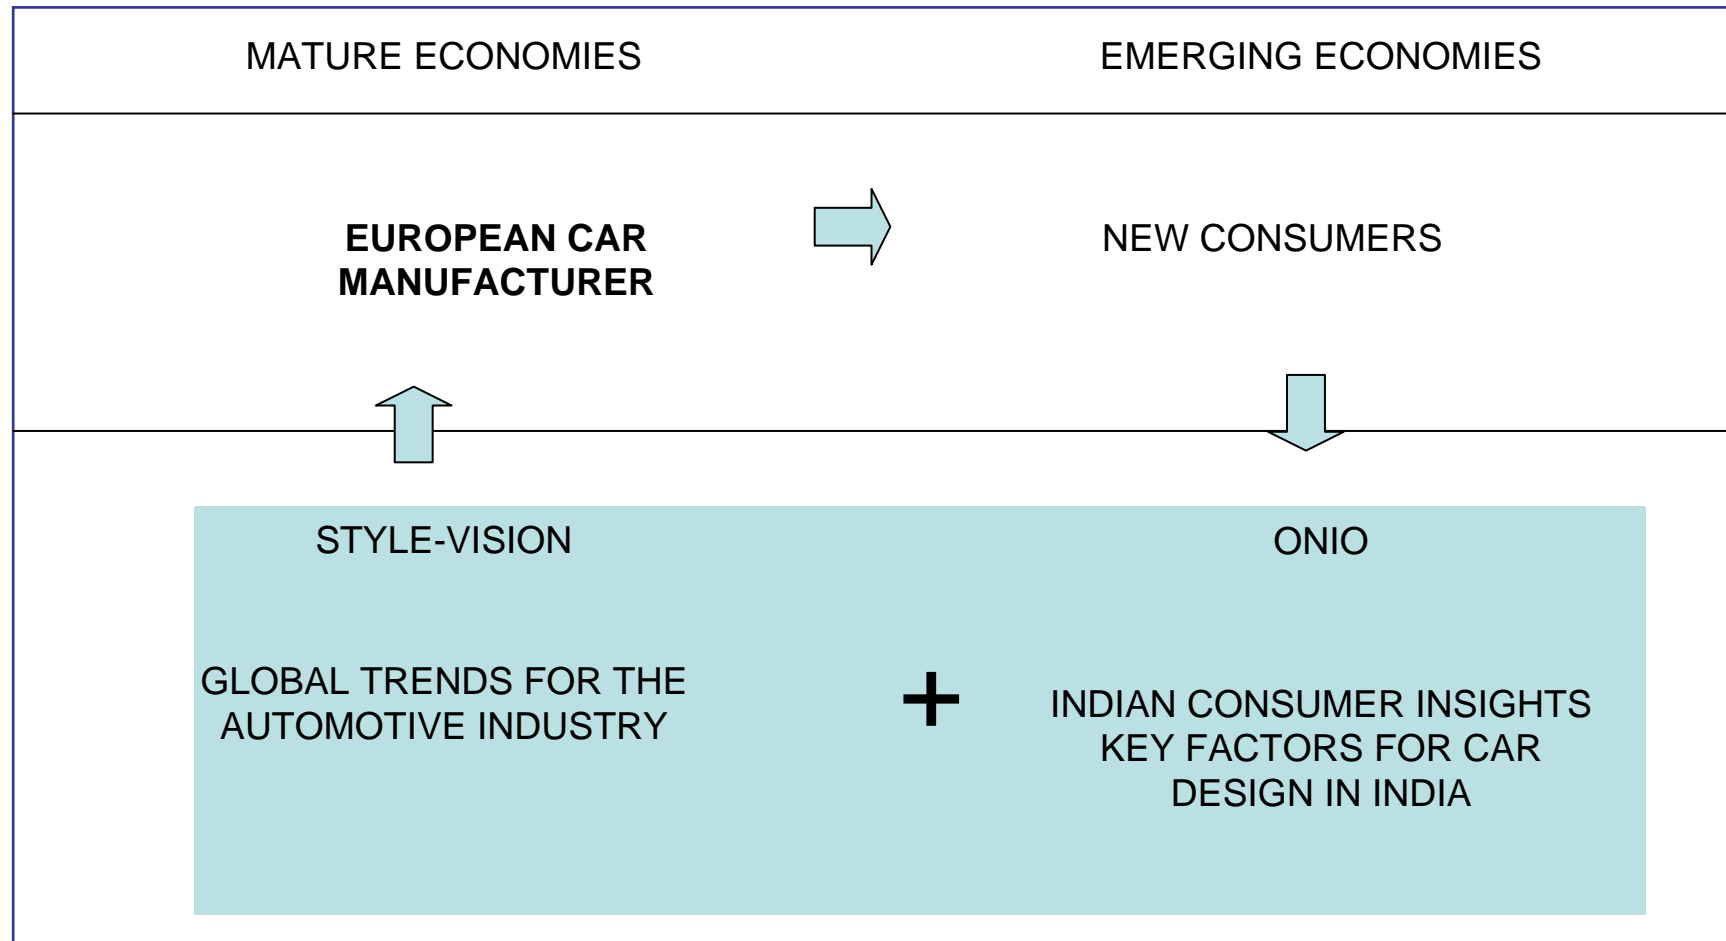 MATURE ECONOMIES
EMERGING ECONOMIES
EUROPEAN CAR
MANUFACTURER
NEW CONSUMERS
STYLE-VISION
ONIO
GLOBAL TRENDS FOR THE
AUTOMOTIVE INDUSTRY
+
INDIAN CONSUMER INSIGHTS
KEY FACTORS FOR CAR
DESIGN IN INDIA